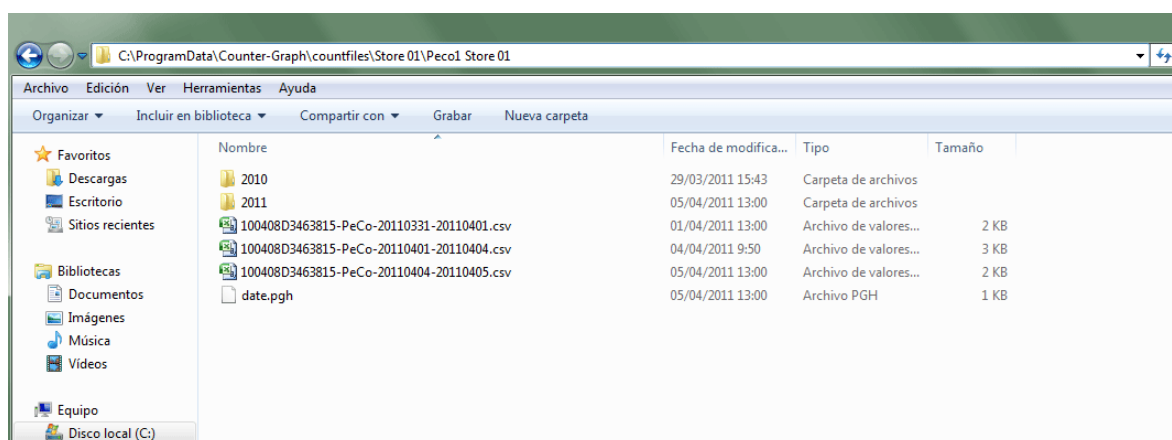 C:\ProgramData\Counter-Graph\countfiles\Store 01\Peco1 Store 01
Archivo Edición Ver Herramientas Ayuda
Organizar Incluir en biblioteca Compartir con Grabar Nueva carpeta
Favoritos
Descargas
Escritorio
Sitios recientes
Bibliotecas
Documentos
Imágenes
Música
Vídeos
Equipo
Disco local (C:)
Nombre Fecha de modifica... Tipo Tamaño
2010 29/03/2011 15:43 Carpeta de archivos
2011 05/04/2011 13:00 Carpeta de archivos
100408D3463815-PeCo-20110331-20110401.csv 01/04/2011 13:00 Archivo de valores... 2 KB
100408D3463815-PeCo-20110401-20110404.csv 04/04/2011 9:50 Archivo de valores... 3 KB
100408D3463815-PeCo-20110404-20110405.csv 05/04/2011 13:00 Archivo de valores... 2 KB
date.pgh 05/04/2011 13:00 Archivo PGH 1 KB